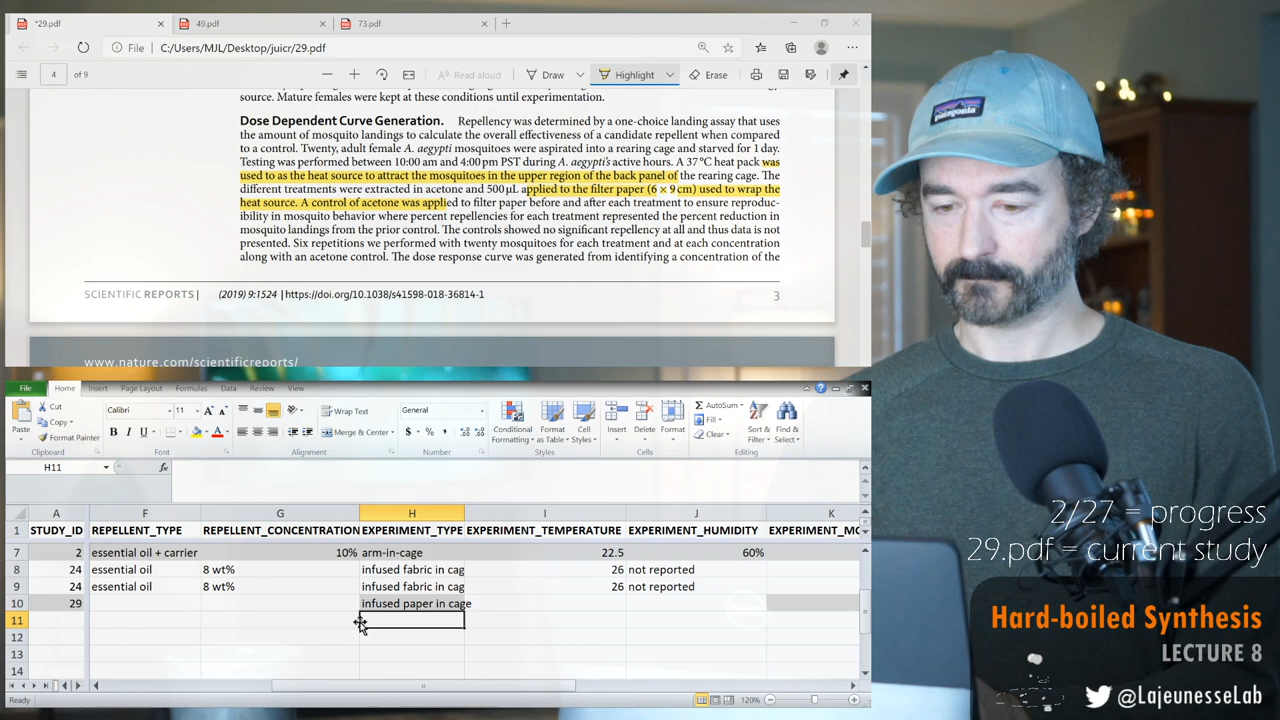 *29.pdf
49.pdf
73.pdf
File C:/Users/MJL/Desktop/juicr/29.pdf
4 of 9 Read aloud Draw Highlight Erase
source. Mature females were kept at these conditions until experimentation.
Dose Dependent Curve Generation. Repellency was determined by a one-choice landing assay that uses
the amount of mosquito landings to calculate the overall effectiveness of a candidate repellent when compared
to a control. Twenty, adult female A. aegypti mosquitoes were aspirated into a rearing cage and starved for 1 day.
Testing was performed between 10:00 am and 4:00 pm PST during A. aegypti's active hours. A 37 °C heat pack was
used to as the heat source to attract the mosquitoes in the upper region of the back panel of the rearing cage. The
different treatments were extracted in acetone and 500 µL applied to the filter paper (6 × 9 cm) used to wrap the
heat source. A control of acetone was applied to filter paper before and after each treatment to ensure reproduc-
ibility in mosquito behavior where percent repellencies for each treatment represented the percent reduction in
mosquito landings from the prior control. The controls showed no significant repellency at all and thus data is not
presented. Six repetitions we performed with twenty mosquitoes for each treatment and at each concentration
along with an acetone control. The dose response curve was generated from identifying a concentration of the
SCIENTIFIC REPORTS | (2019) 9:1524 | https://doi.org/10.1038/s41598-018-36814-1 3
www.nature.com/scientificreports/
File Home Insert Page Layout Formulas Data Review View
Paste Cut Copy Format Painter Clipboard
Calibri 11 B I U Font
Wrap Text Merge & Center Alignment
General $ % , Number
Conditional Formatting Format as Table Cell Styles Styles
Insert Delete Format Cells
AutoSum Fill Clear Sort & Filter Find & Select Editing
H11 fx
A F G H I J K
1 STUDY_ID REPELLENT_TYPE REPELLENT_CONCENTRATION EXPERIMENT_TYPE EXPERIMENT_TEMPERATURE EXPERIMENT_HUMIDITY EXPERIMENT_MO
7 2 essential oil + carrier 10% arm-in-cage 22.5 60%
8 24 essential oil 8 wt% infused fabric in cag 26 not reported
9 24 essential oil 8 wt% infused fabric in cag 26 not reported
10 29 infused paper in cage
11
12
13
14
Ready 120%
patagonia
2/27 = progress
29.pdf = current study
Hard-boiled Synthesis
LECTURE 8
@LajeunesseLab